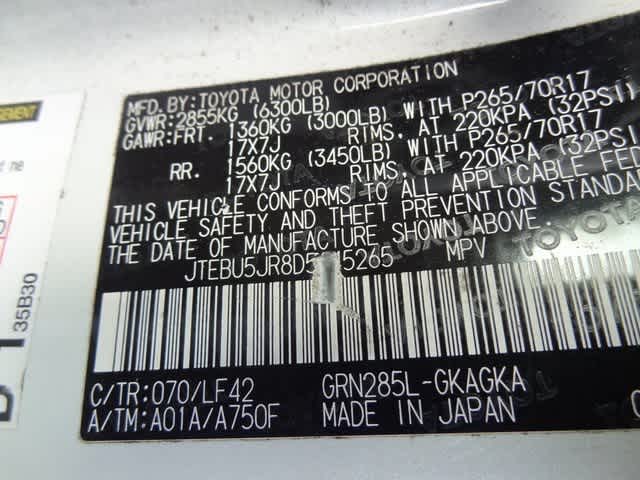 MFD.BY:TOYOTA MOTOR CORPORATION
GVWR:2855KG (6300LB)
GAWR:FRT. 1360KG (3000LB) WITH P265/70R17
17X7J RIMS, AT 220KPA (32PSI)
RR. 1560KG (3450LB) WITH P265/70R17
17X7J RIMS, AT 220KPA (32PSI)
THIS VEHICLE CONFORMS TO ALL APPLICABLE FED
VEHICLE SAFETY AND THEFT PREVENTION STANDA
THE DATE OF MANUFACTURE SHOWN ABOVE.
MPV
C/TR:070/LF42 GRN285L-GKAGKA
A/TM:A01A/A750F MADE IN JAPAN
35B30
TOYOTA